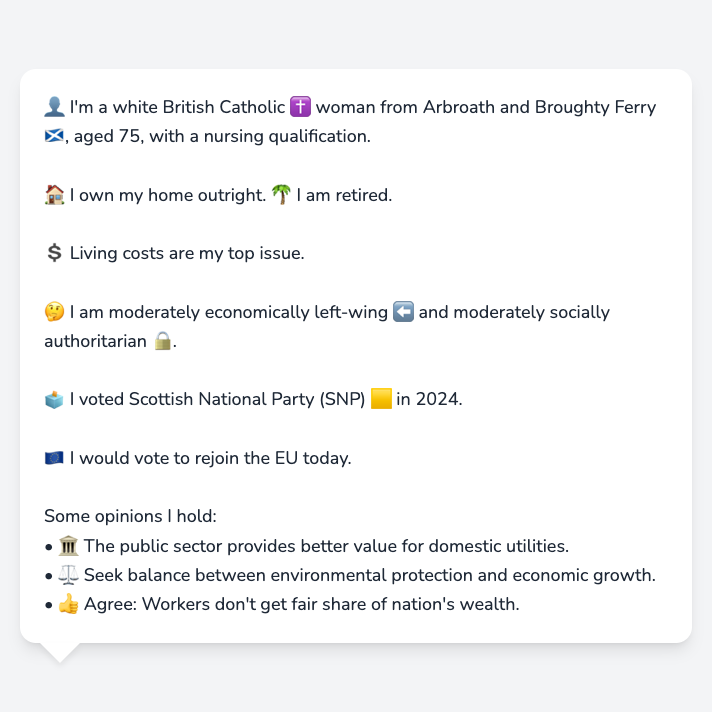 👤 I'm a white British Catholic ✝️ woman from Arbroath and Broughty Ferry
🏴󠁧󠁢󠁳󠁣󠁴󠁿, aged 75, with a nursing qualification.
🏠 I own my home outright. 🌴 I am retired.
💲 Living costs are my top issue.
🤔 I am moderately economically left-wing ⬅️ and moderately socially
authoritarian 🔒.
🗳️ I voted Scottish National Party (SNP) 🟨 in 2024.
🇪🇺 I would vote to rejoin the EU today.
Some opinions I hold:
• 🏛️ The public sector provides better value for domestic utilities.
• ⚖️ Seek balance between environmental protection and economic growth.
• 👍 Agree: Workers don't get fair share of nation's wealth.